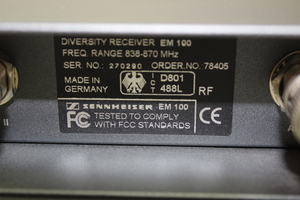 DIVERSITY RECEIVER EM 100
FREQ. RANGE 838-870 MHz
SER. NO.: 270290 ORDER.NO. 78405
MADE IN GERMANY
D801
488L RF
SENNHEISER EM 100
FC TESTED TO COMPLY
WITH FCC STANDARDS
CE
II